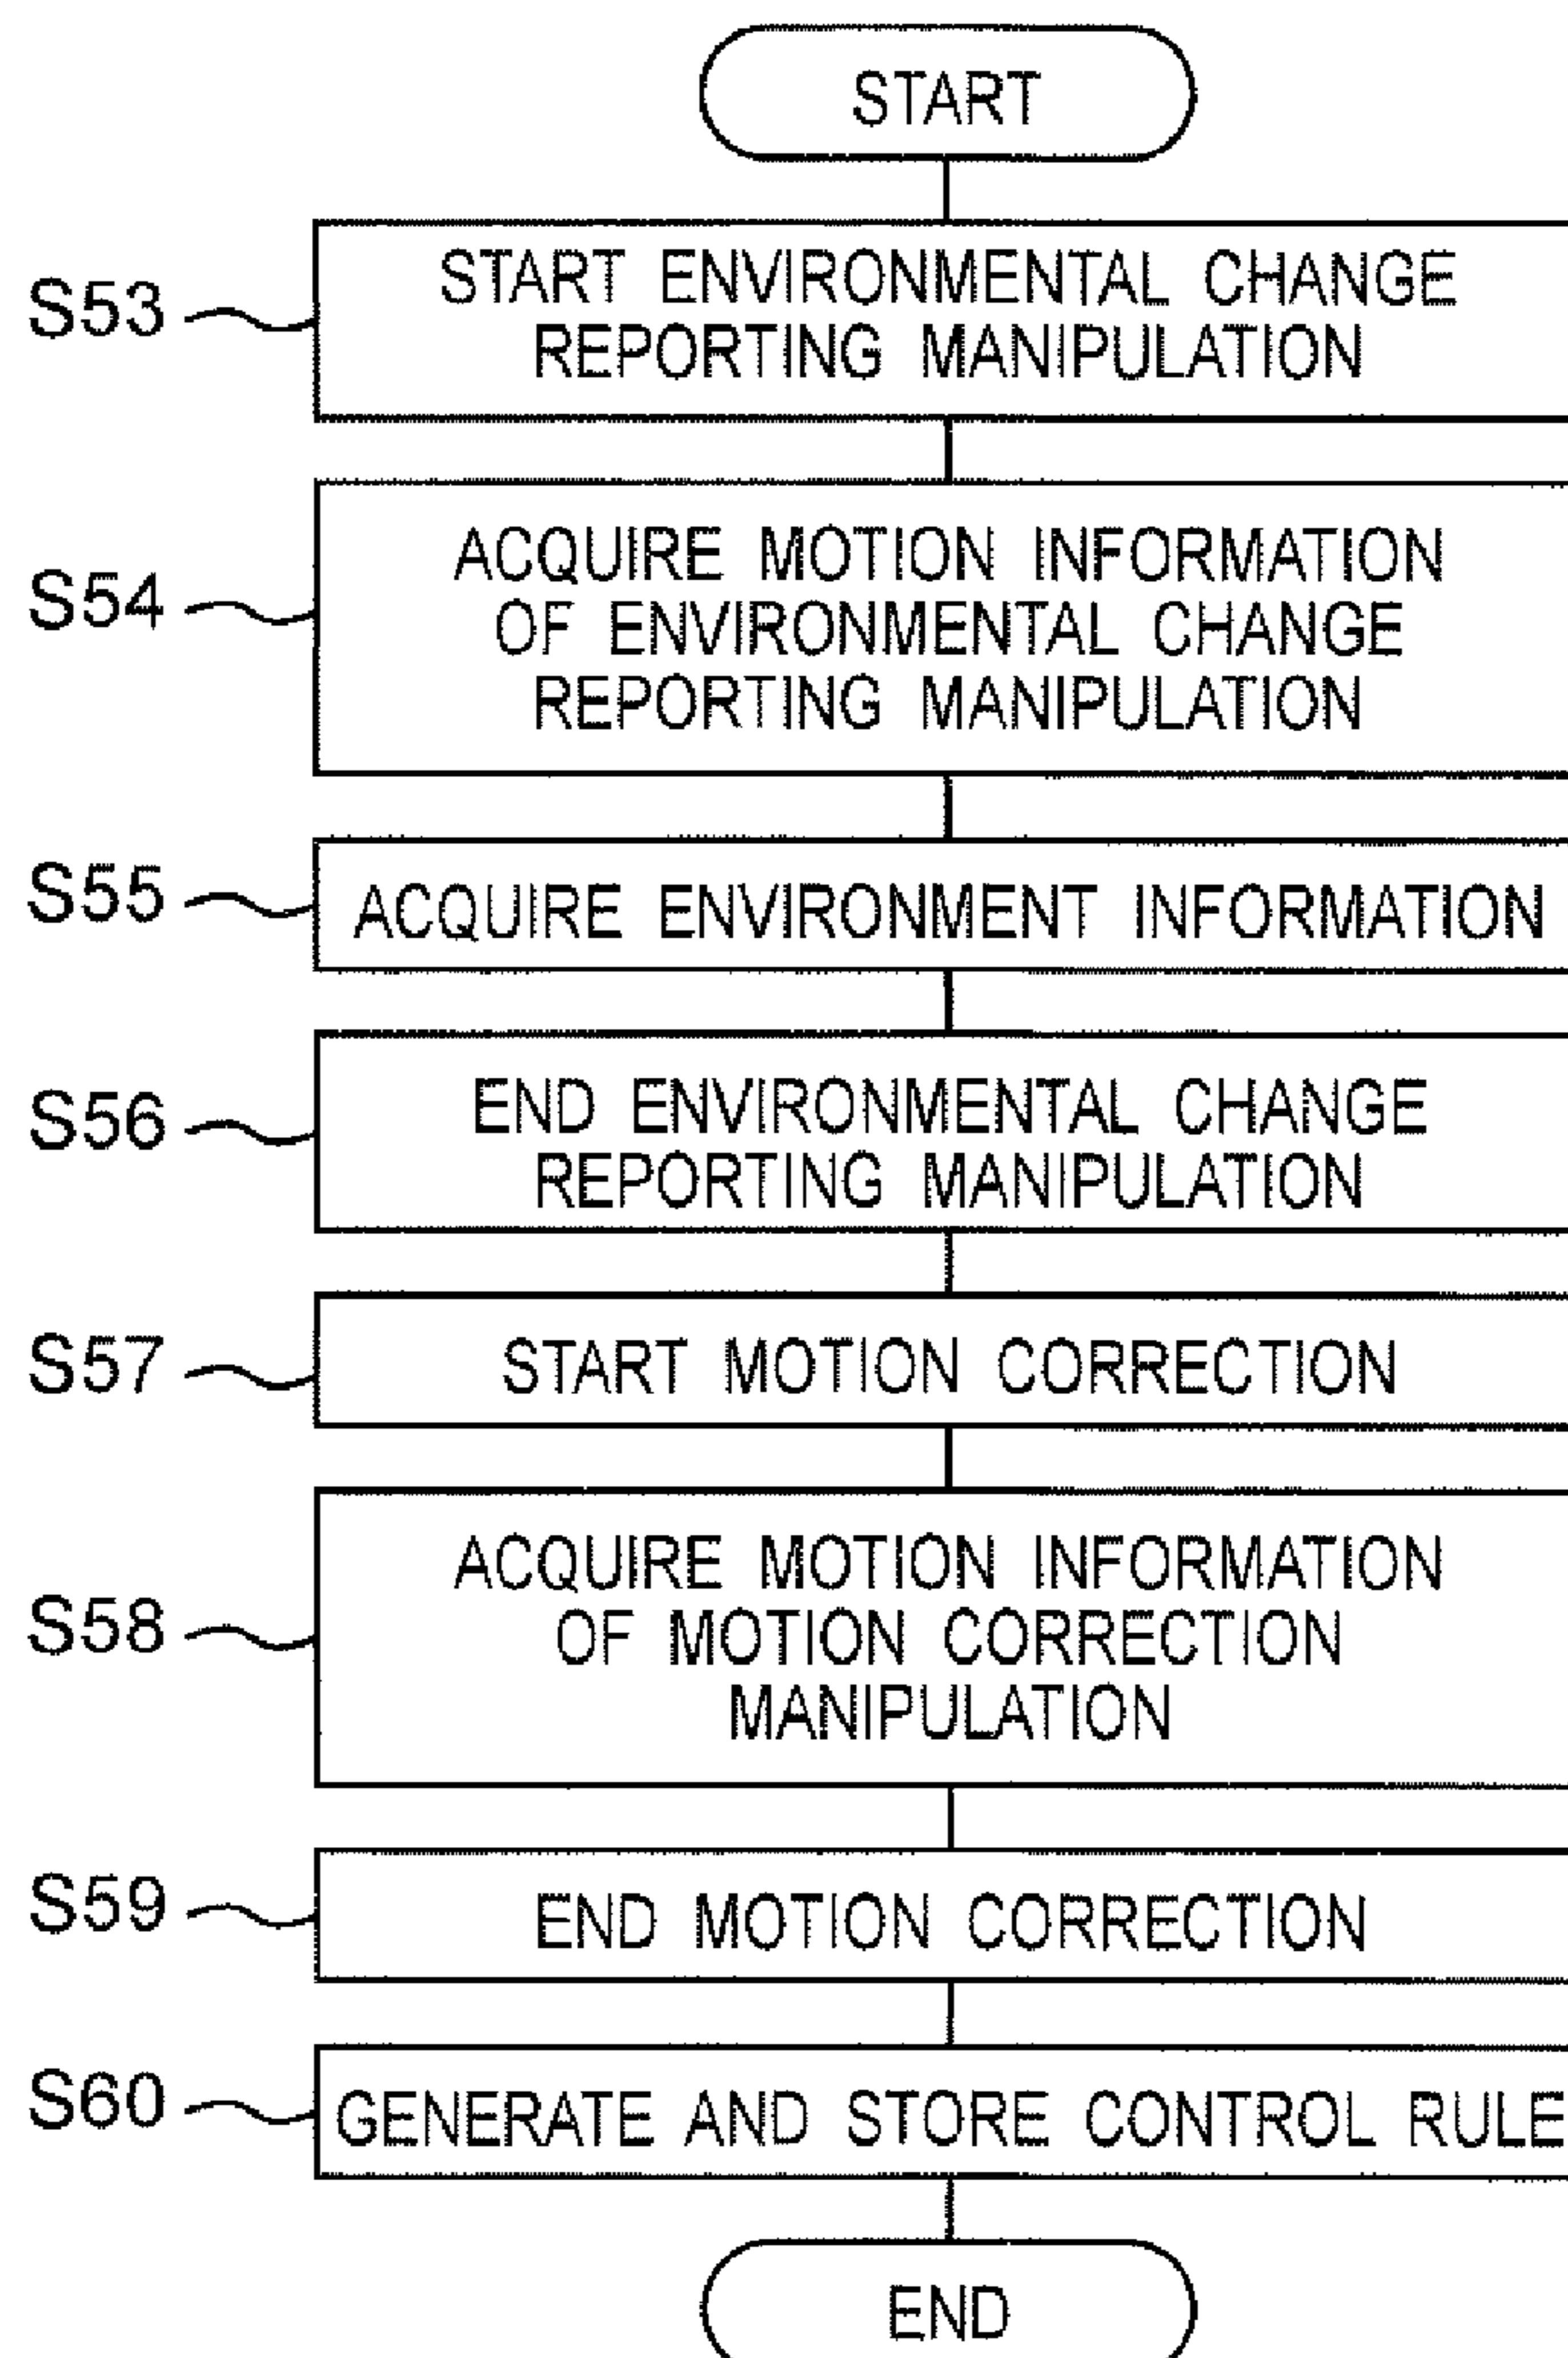 START
S53
START ENVIRONMENTAL CHANGE
REPORTING MANIPULATION
S54
ACQUIRE MOTION INFORMATION
OF ENVIRONMENTAL CHANGE
REPORTING MANIPULATION
S55
ACQUIRE ENVIRONMENT INFORMATION
S56
END ENVIRONMENTAL CHANGE
REPORTING MANIPULATION
S57
START MOTION CORRECTION
S58
ACQUIRE MOTION INFORMATION
OF MOTION CORRECTION
MANIPULATION
S59
END MOTION CORRECTION
S60
GENERATE AND STORE CONTROL RULE
END